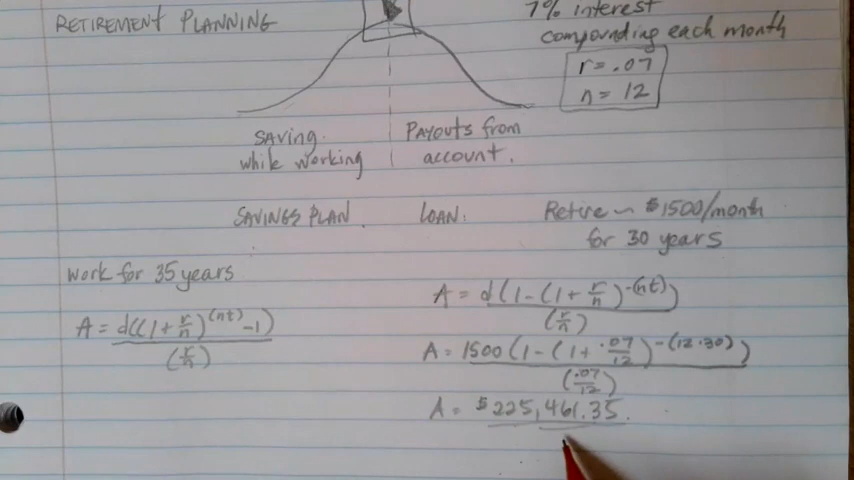 RETIREMENT PLANNING
7% interest
compounding each month
r = .07
n = 12
SAVING
while working
PAYOUTS from
account.
SAVINGS PLAN
LOAN:
Retire ~ $1500/month
for 30 years
work for 35 years
A = d((1 + r/n)^(nt) - 1)
(r/n)
A = d(1 - (1 + r/n)^-(nt))
(r/n)
A = 1500(1 - (1 + .07/12)^-(12·30))
(.07/12)
A = $225,461.35.